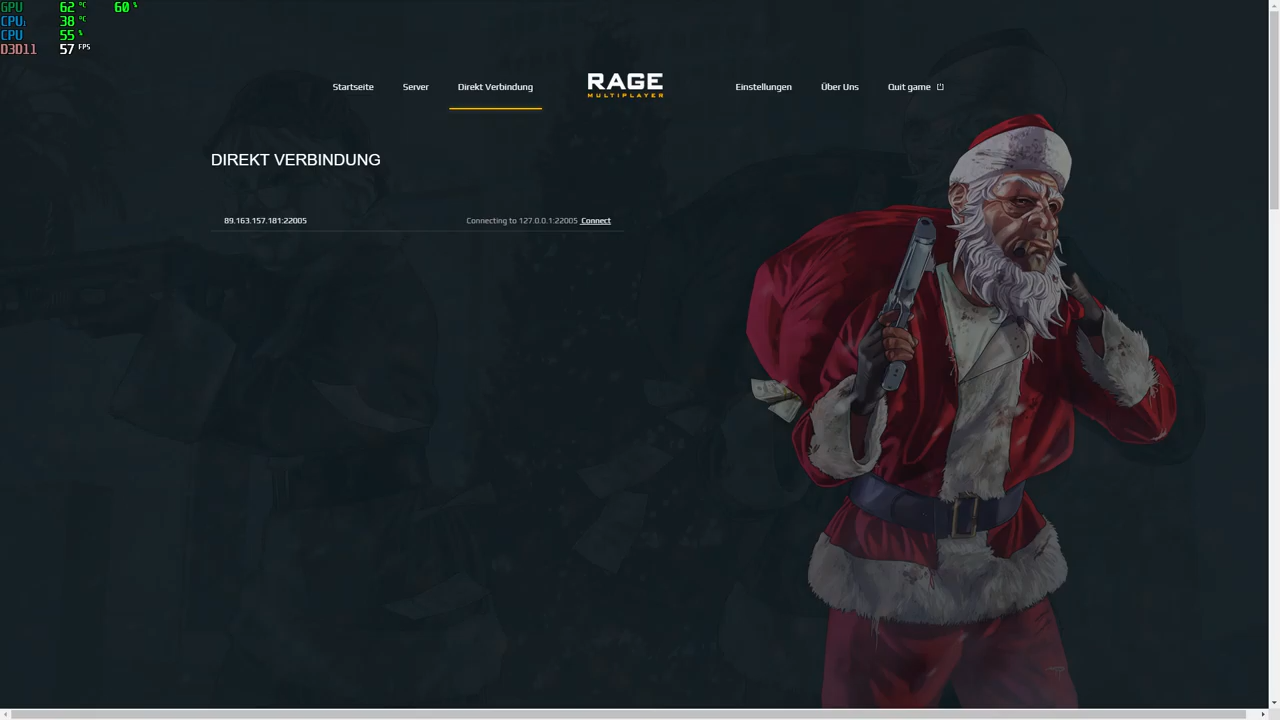 GPU 62 °C 60 %
CPU1 38 °C
CPU 55 %
D3D11 57 FPS
Startseite Server Direkt Verbindung RAGE MULTIPLAYER Einstellungen Über Uns Quit game
DIREKT VERBINDUNG
89.163.157.181:22005 Connecting to 127.0.0.1:22005 Connect